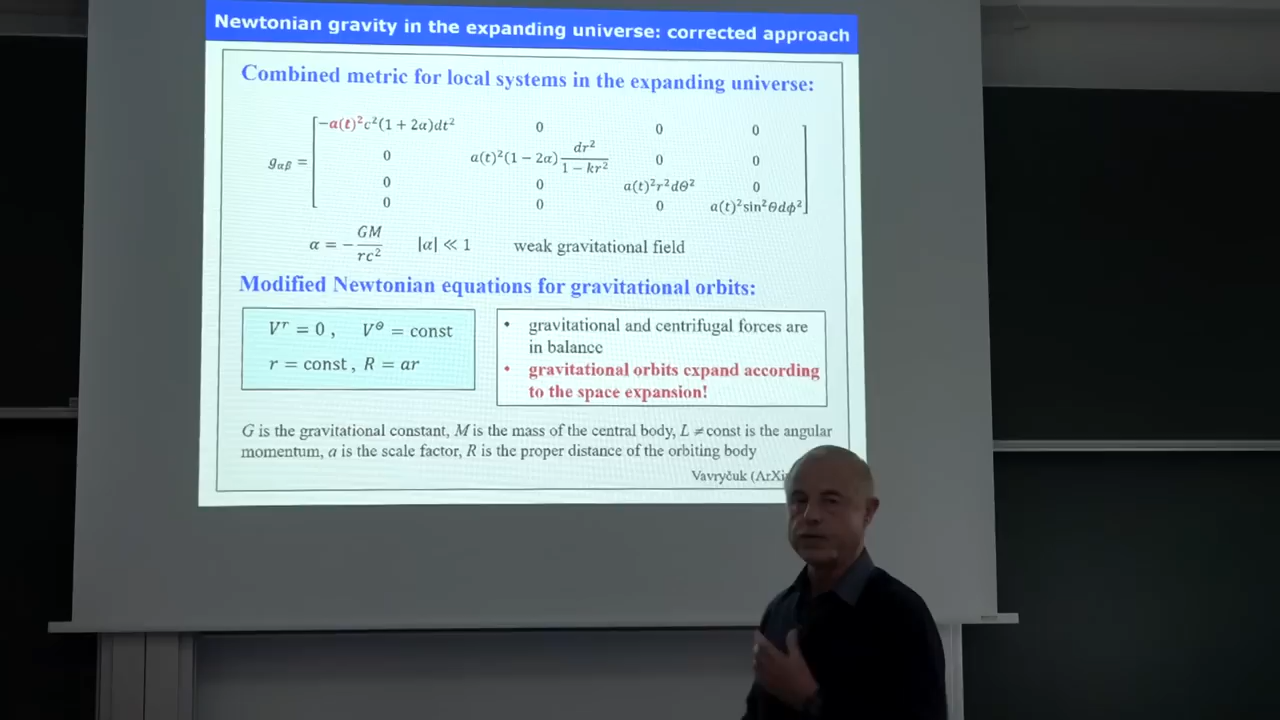 Newtonian gravity in the expanding universe: corrected approach
Combined metric for local systems in the expanding universe:
−a(t)²c²(1 + 2α)dt² 0 0 0
gαβ = 0 a(t)²(1 − 2α) dr² / 1 − kr² 0 0
0 0 a(t)²r²dΘ² 0
0 0 0 a(t)²sin²Θdϕ²
α = − GM / rc² |α| ≪ 1 weak gravitational field
Modified Newtonian equations for gravitational orbits:
Vʳ = 0 , V^Θ = const
r = const , R = ar
• gravitational and centrifugal forces are
in balance
• gravitational orbits expand according
to the space expansion!
G is the gravitational constant, M is the mass of the central body, L ≠ const is the angular
momentum, a is the scale factor, R is the proper distance of the orbiting body
Vavryčuk